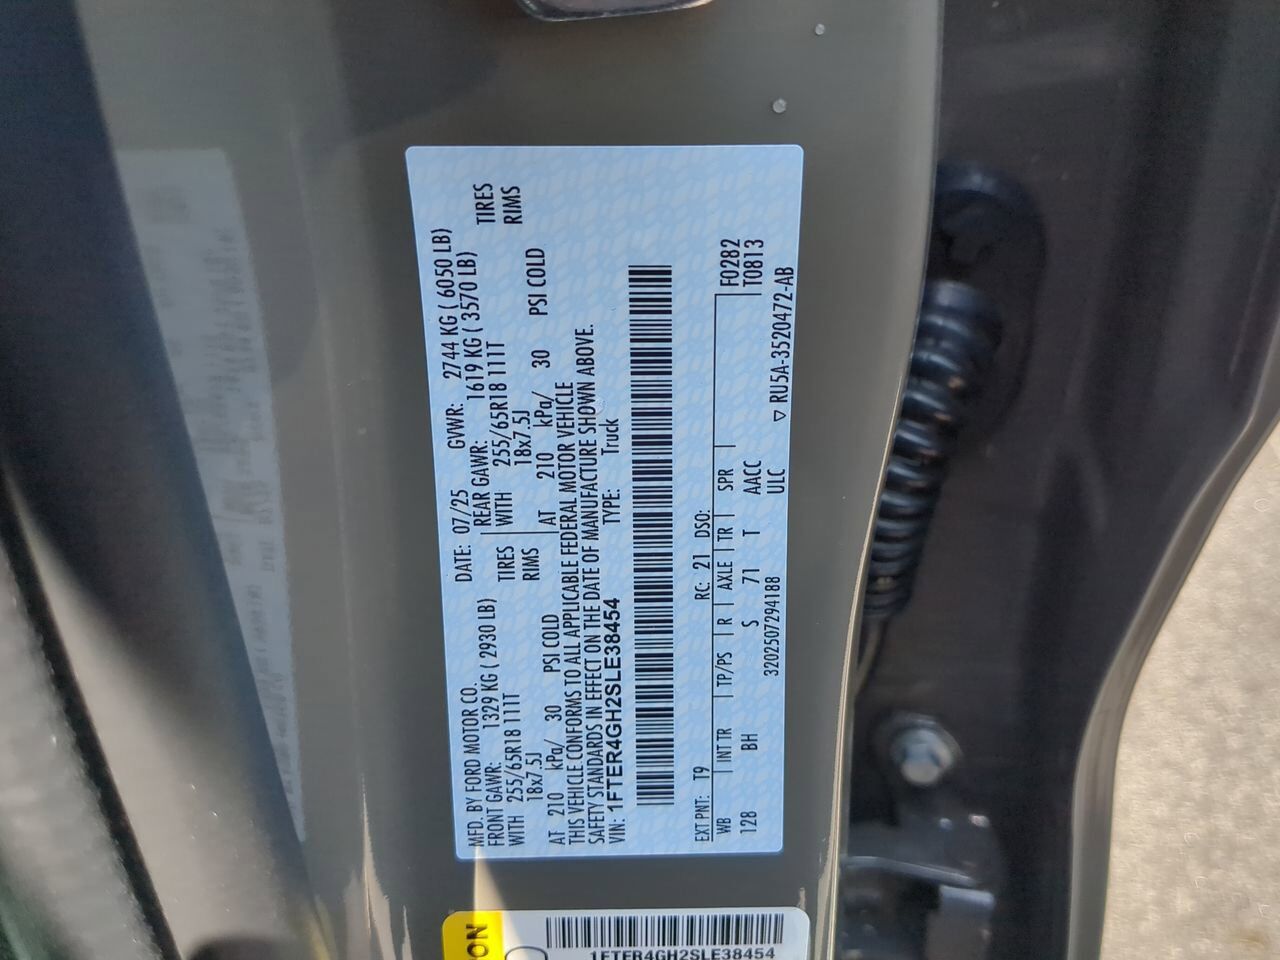 MFD. BY FORD MOTOR CO.
DATE: 07/25 GVWR: 2744 KG ( 6050 LB)
FRONT GAWR: 1329 KG ( 2930 LB) REAR GAWR: 1619 KG ( 3570 LB)
WITH 255/65R18 111T TIRES WITH 255/65R18 111T TIRES
18x7.5J RIMS 18x7.5J RIMS
AT 210 kPa/ 30 PSI COLD AT 210 kPa/ 30 PSI COLD
THIS VEHICLE CONFORMS TO ALL APPLICABLE FEDERAL MOTOR VEHICLE
SAFETY STANDARDS IN EFFECT ON THE DATE OF MANUFACTURE SHOWN ABOVE.
VIN: 1FTER4GH2SLE38454 TYPE: Truck
EXT PNT: T9 RC: 21 DSO: F0282
WB INT TR TP/PS R AXLE TR SPR T0813
128 BH S 71 T AACC
ULC
3202507294188 ▽ RU5A-3520472-AB
ON
1FTER4GH2SLE38454